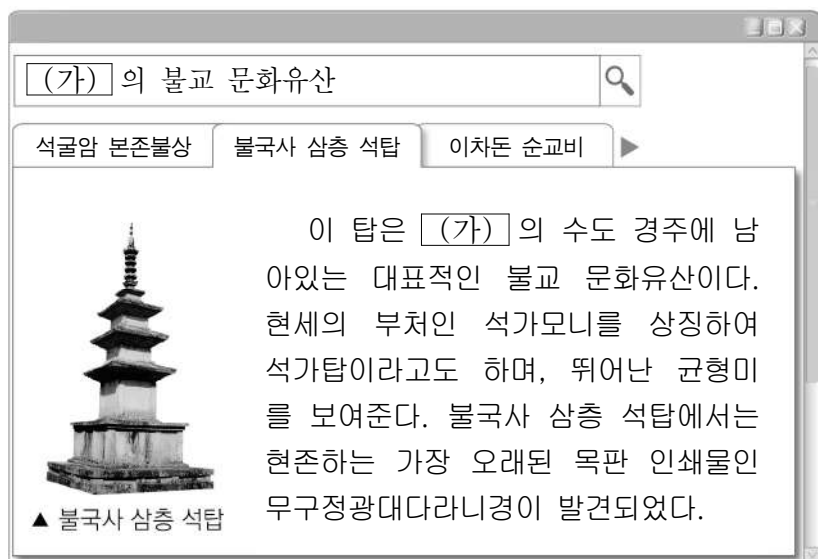 (가) 의 불교 문화유산
석굴암 본존불상 불국사 삼층 석탑 이차돈 순교비 ▶
이 탑은 (가) 의 수도 경주에 남
아있는 대표적인 불교 문화유산이다.
현세의 부처인 석가모니를 상징하여
석가탑이라고도 하며, 뛰어난 균형미
를 보여준다. 불국사 삼층 석탑에서는
현존하는 가장 오래된 목판 인쇄물인
무구정광대다라니경이 발견되었다.
▲ 불국사 삼층 석탑